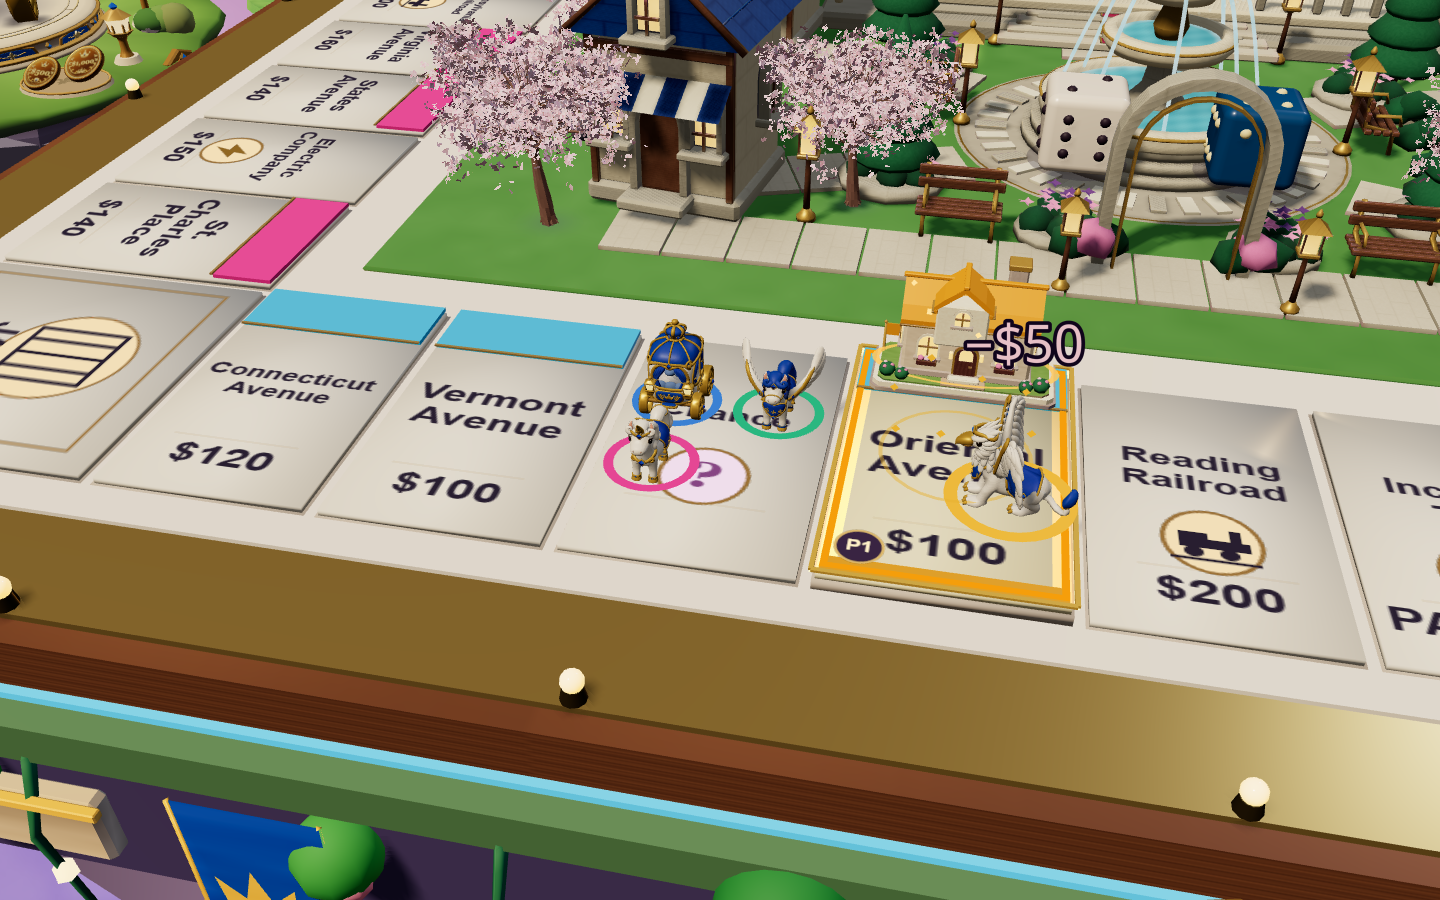 $160
Virginia
Avenue
$140
States
Avenue
$150
Electric
Company
$140
St.
Charles
Place
Connecticut
Avenue
$120
Vermont
Avenue
$100
?
-$50
P1
$100
Reading
Railroad
$200